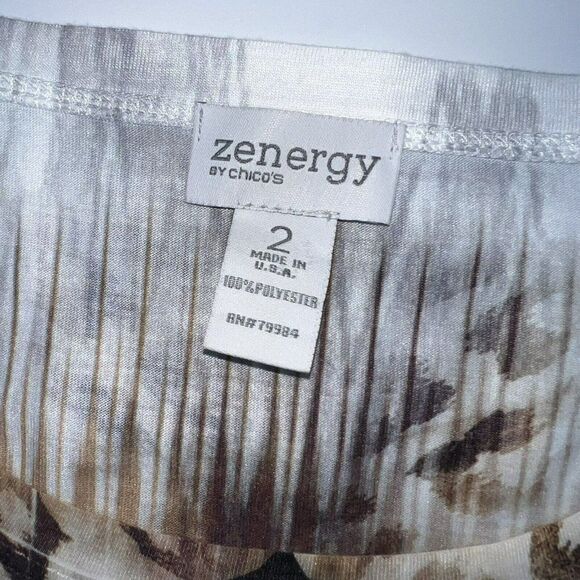 zenergy
BY chico's
2
MADE IN
U.S.A.
100%POLYESTER
RN#79984